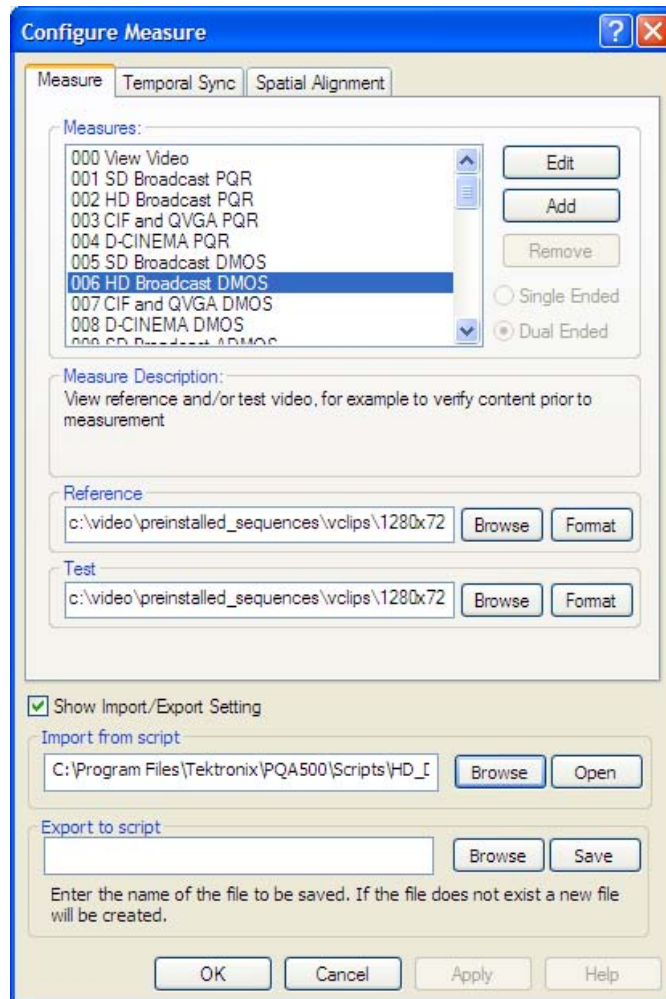 Configure Measure
Measure
Temporal Sync
Spatial Alignment
Measures:
000 View Video
001 SD Broadcast PQR
002 HD Broadcast PQR
003 CIF and QVGA PQR
004 D-CINEMA PQR
005 SD Broadcast DMOS
006 HD Broadcast DMOS
007 CIF and QVGA DMOS
008 D-CINEMA DMOS
009 SD Broadcast ADMOS
Edit
Add
Remove
Single Ended
Dual Ended
Measure Description:
View reference and/or test video, for example to verify content prior to
measurement
Reference
c:\video\preinstalled_sequences\vclips\1280x72
Browse
Format
Test
c:\video\preinstalled_sequences\vclips\1280x72
Browse
Format
Show Import/Export Setting
Import from script
C:\Program Files\Tektronix\PQA500\Scripts\HD_D
Browse
Open
Export to script
Browse
Save
Enter the name of the file to be saved. If the file does not exist a new file
will be created.
OK
Cancel
Apply
Help